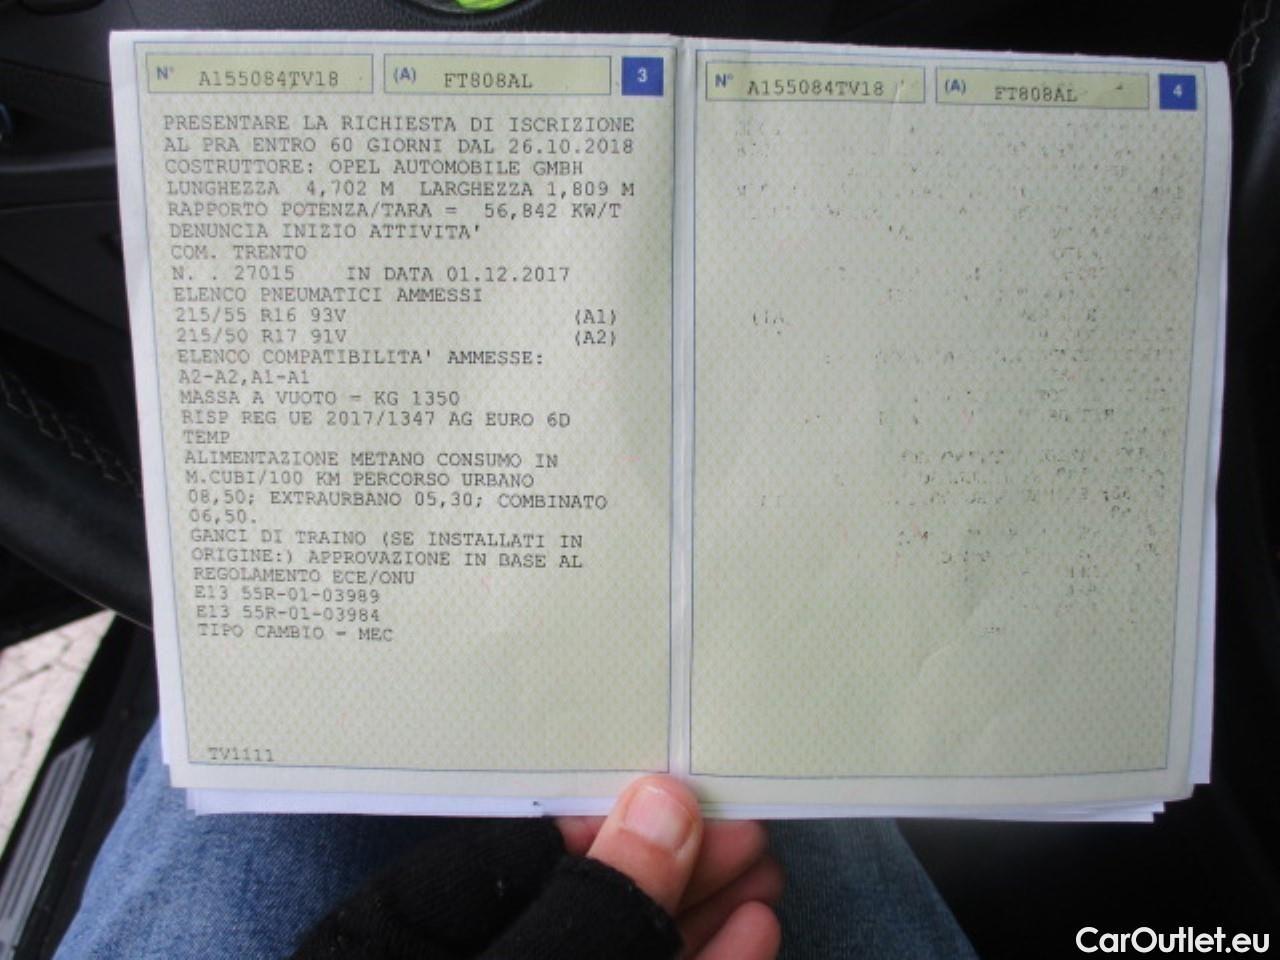 N° A155084TV18 (A) FT808AL 3
PRESENTARE LA RICHIESTA DI ISCRIZIONE
AL PRA ENTRO 60 GIORNI DAL 26.10.2018
COSTRUTTORE: OPEL AUTOMOBILE GMBH
LUNGHEZZA 4,702 M LARGHEZZA 1,809 M
RAPPORTO POTENZA/TARA = 56,842 KW/T
DENUNCIA INIZIO ATTIVITA'
COM. TRENTO
N. . 27015 IN DATA 01.12.2017
ELENCO PNEUMATICI AMMESSI
215/55 R16 93V (A1)
215/50 R17 91V (A2)
ELENCO COMPATIBILITA' AMMESSE:
A2-A2,A1-A1
MASSA A VUOTO = KG 1350
RISP REG UE 2017/1347 AG EURO 6D
TEMP
ALIMENTAZIONE METANO CONSUMO IN
M.CUBI/100 KM PERCORSO URBANO
08,50; EXTRAURBANO 05,30; COMBINATO
06,50.
GANCI DI TRAINO (SE INSTALLATI IN
ORIGINE:) APPROVAZIONE IN BASE AL
REGOLAMENTO ECE/ONU
E13 55R-01-03989
E13 55R-01-03984
TIPO CAMBIO = MEC
TV1111
N° A155084TV18 (A) FT808AL 4
CarOutlet.eu